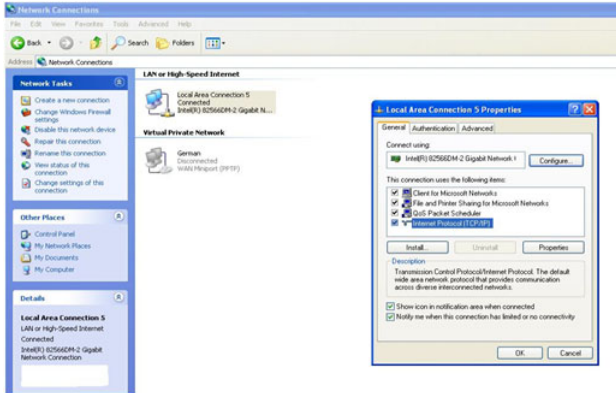 Network Connections
File Edit View Favorites Tools Advanced Help
Back Search Folders
Address Network Connections
Network Tasks
Create a new connection
Change Windows Firewall
settings
Disable this network device
Repair this connection
Rename this connection
View status of this
connection
Change settings of this
connection
Other Places
Control Panel
My Network Places
My Documents
My Computer
Details
Local Area Connection 5
LAN or High-Speed Internet
Connected
Intel(R) 82566DM-2 Gigabit
Network Connection
LAN or High-Speed Internet
Local Area Connection 5
Connected
Intel(R) 82566DM-2 Gigabit N...
Virtual Private Network
German
Disconnected
WAN Miniport (PPTP)
Local Area Connection 5 Properties
General Authentication Advanced
Connect using:
Intel(R) 82566DM-2 Gigabit Network Configure...
This connection uses the following items:
Client for Microsoft Networks
File and Printer Sharing for Microsoft Networks
QoS Packet Scheduler
Internet Protocol (TCP/IP)
Install... Uninstall Properties
Description
Transmission Control Protocol/Internet Protocol. The default
wide area network protocol that provides communication
across diverse interconnected networks.
Show icon in notification area when connected
Notify me when this connection has limited or no connectivity
OK Cancel